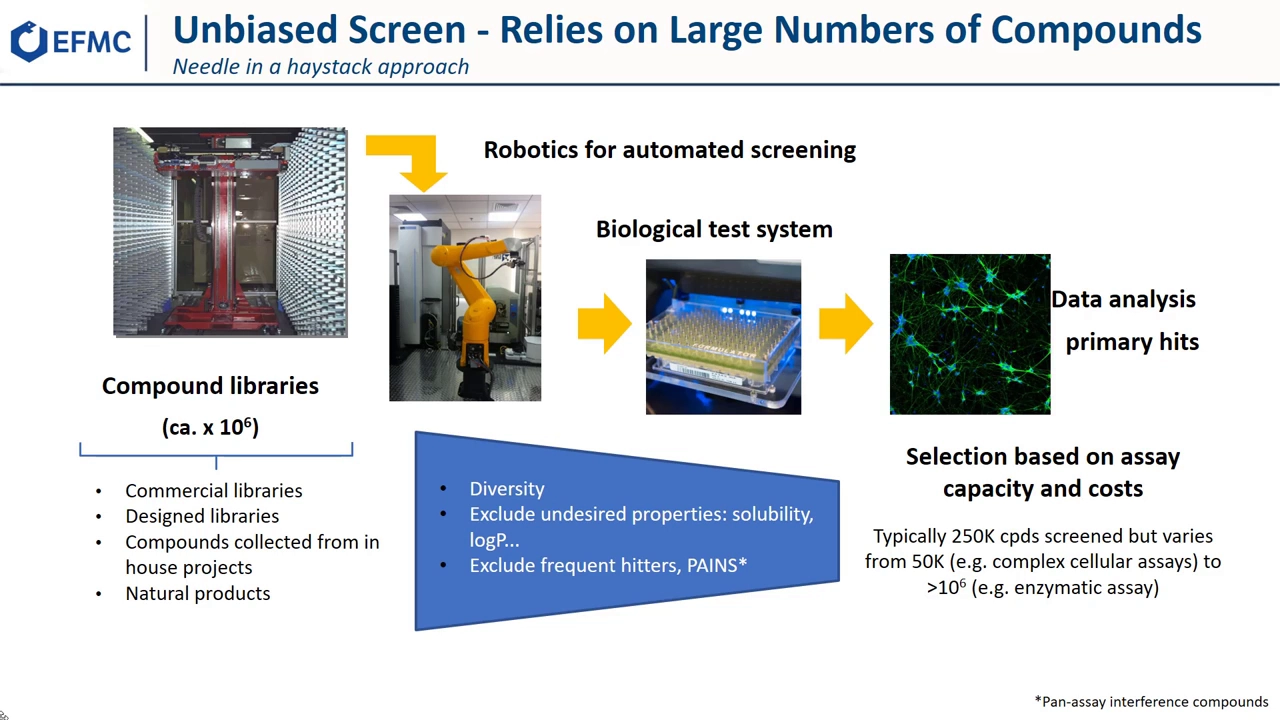 EFMC
Unbiased Screen - Relies on Large Numbers of Compounds
Needle in a haystack approach
Robotics for automated screening
Biological test system
Data analysis
primary hits
Compound libraries
(ca. x 10⁶)
• Commercial libraries
• Designed libraries
• Compounds collected from in
house projects
• Natural products
• Diversity
• Exclude undesired properties: solubility,
logP...
• Exclude frequent hitters, PAINS*
Selection based on assay
capacity and costs
Typically 250K cpds screened but varies
from 50K (e.g. complex cellular assays) to
>10⁶ (e.g. enzymatic assay)
*Pan-assay interference compounds